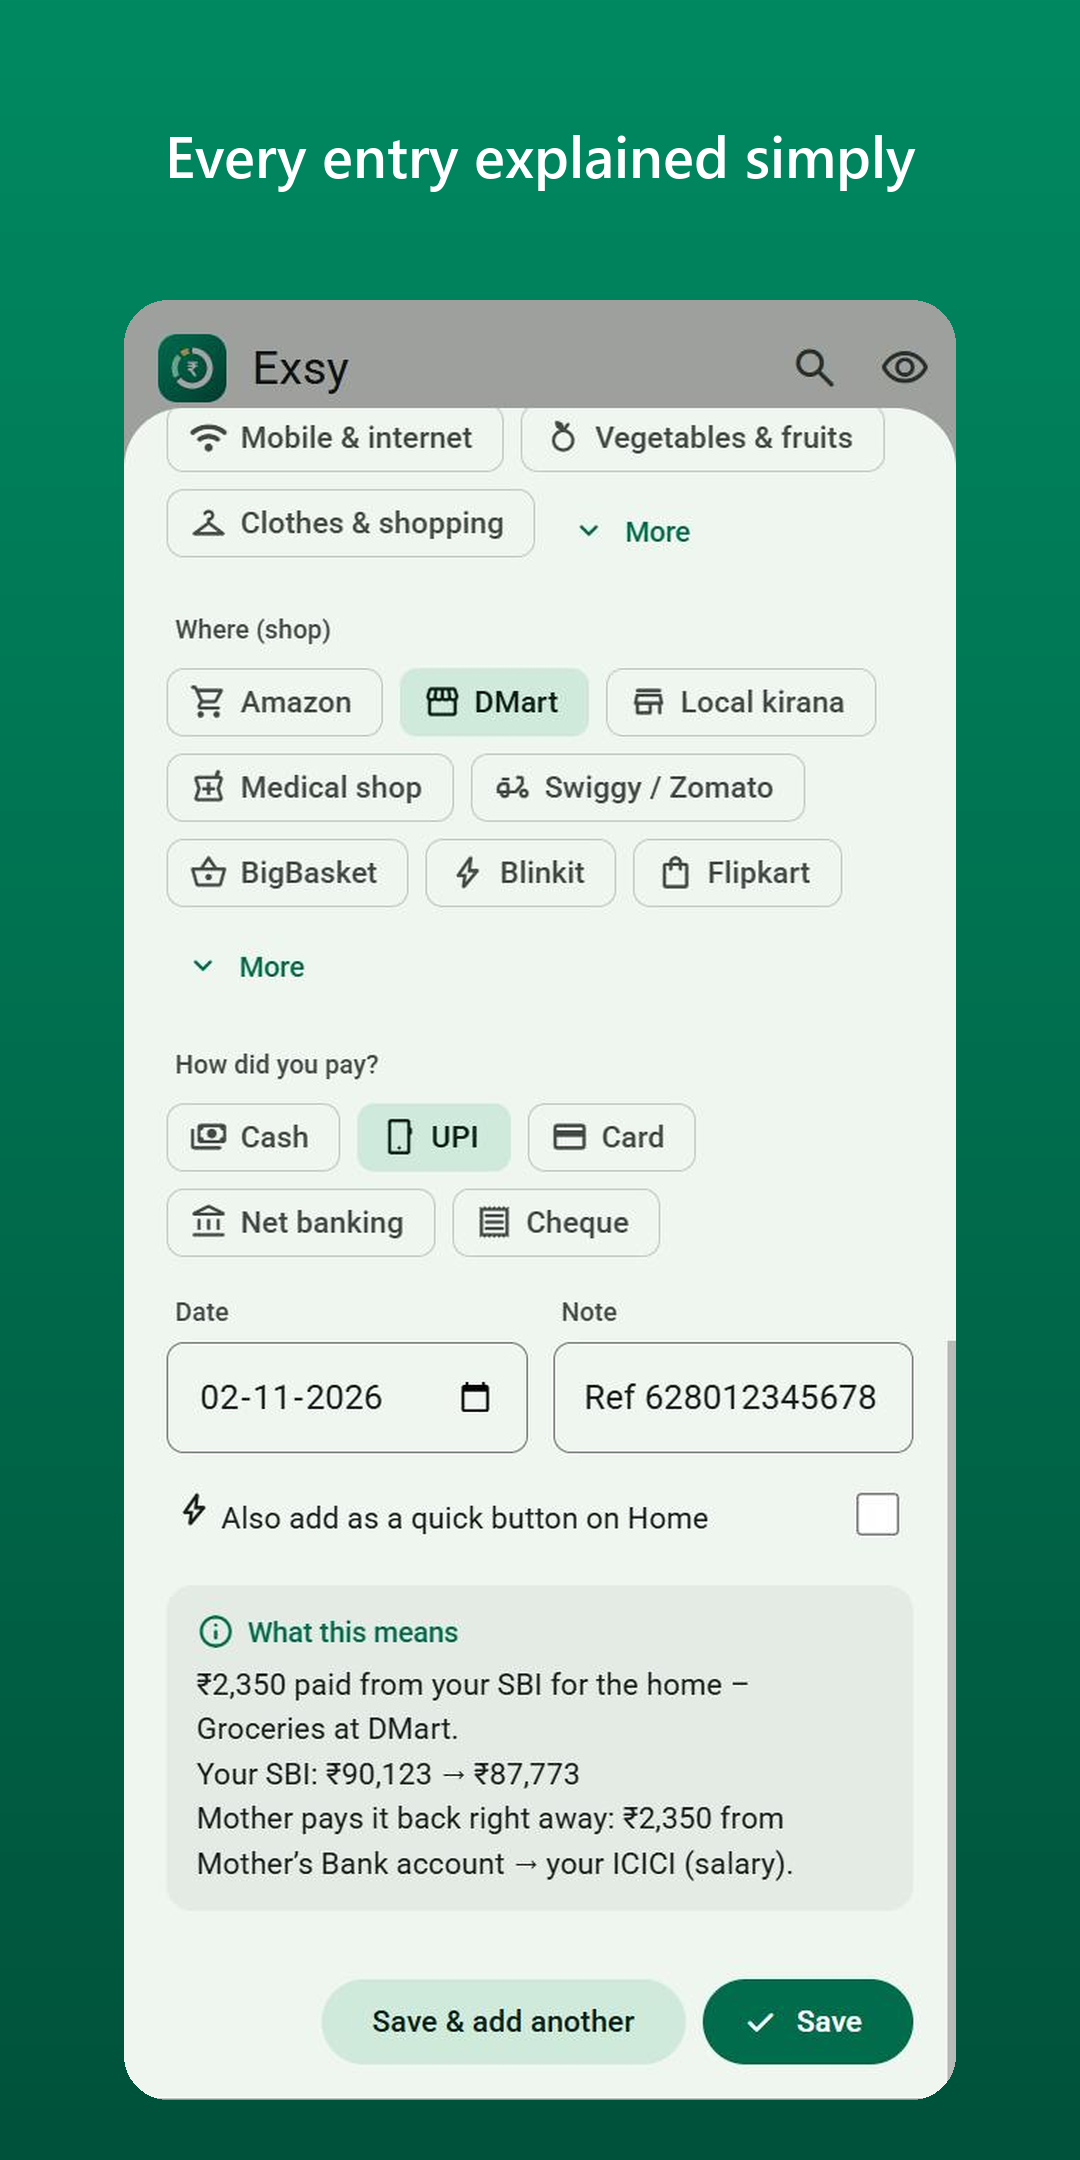 Every entry explained simply
Exsy
Mobile & internet
Vegetables & fruits
Clothes & shopping
More
Where (shop)
Amazon
DMart
Local kirana
Medical shop
Swiggy / Zomato
BigBasket
Blinkit
Flipkart
More
How did you pay?
Cash
UPI
Card
Net banking
Cheque
Date
Note
02-11-2026
Ref 628012345678
Also add as a quick button on Home
What this means
₹2,350 paid from your SBI for the home –
Groceries at DMart.
Your SBI: ₹90,123 → ₹87,773
Mother pays it back right away: ₹2,350 from
Mother’s Bank account → your ICICI (salary).
Save & add another
Save